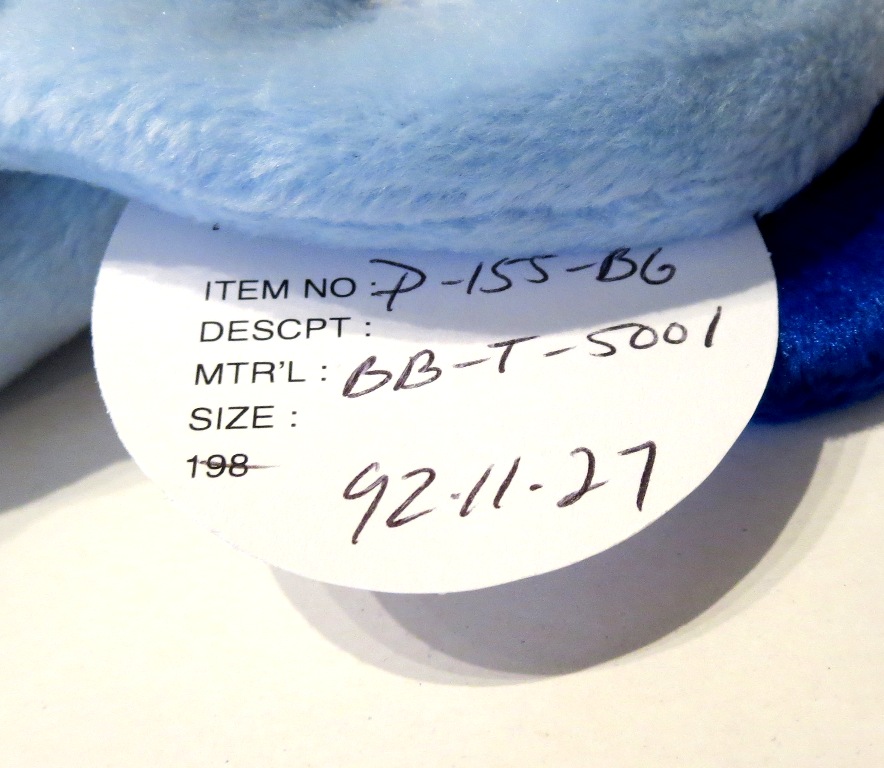 ITEM NO : P-155-BG
DESCPT :
MTR'L : BB-T-5001
SIZE :
198
92.11.27